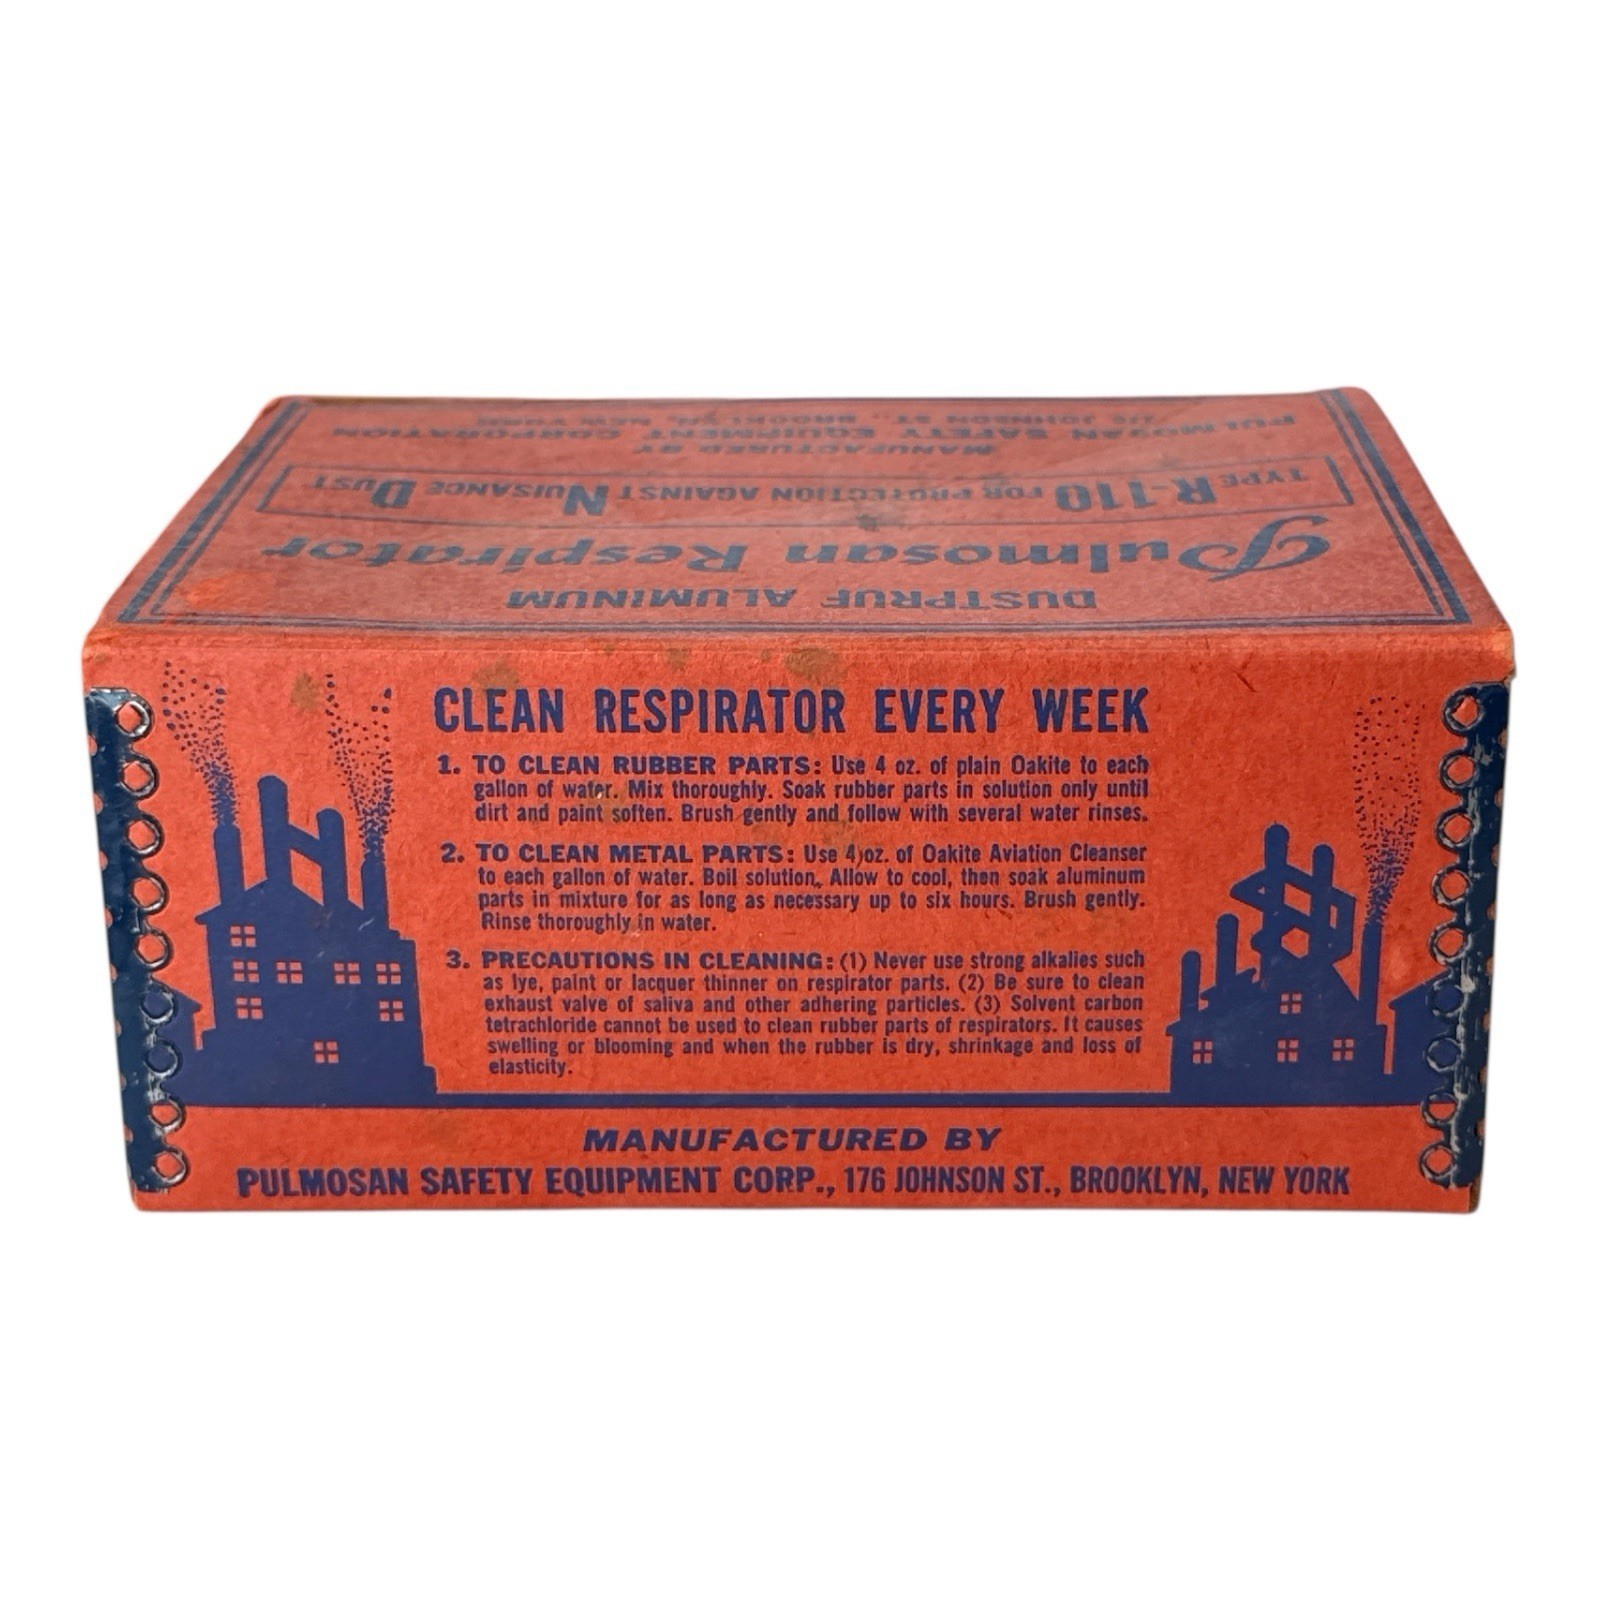 DUSTPRUF ALUMINUM
Pulmosan Respirator
TYPE R-110 FOR PROTECTION AGAINST NUISANCE DUST
MANUFACTURED BY
PULMOSAN SAFETY EQUIPMENT CORPORATION
176 JOHNSON ST., BROOKLYN, NEW YORK
CLEAN RESPIRATOR EVERY WEEK
1. TO CLEAN RUBBER PARTS: Use 4 oz. of plain Oakite to each
gallon of water. Mix thoroughly. Soak rubber parts in solution only until
dirt and paint soften. Brush gently and follow with several water rinses.
2. TO CLEAN METAL PARTS: Use 4 oz. of Oakite Aviation Cleanser
to each gallon of water. Boil solution. Allow to cool, then soak aluminum
parts in mixture for as long as necessary up to six hours. Brush gently.
Rinse thoroughly in water.
3. PRECAUTIONS IN CLEANING: (1) Never use strong alkalies such
as lye, paint or lacquer thinner on respirator parts. (2) Be sure to clean
exhaust valve of saliva and other adhering particles. (3) Solvent carbon
tetrachloride cannot be used to clean rubber parts of respirators. It causes
swelling or blooming and when the rubber is dry, shrinkage and loss of
elasticity.
MANUFACTURED BY
PULMOSAN SAFETY EQUIPMENT CORP., 176 JOHNSON ST., BROOKLYN, NEW YORK